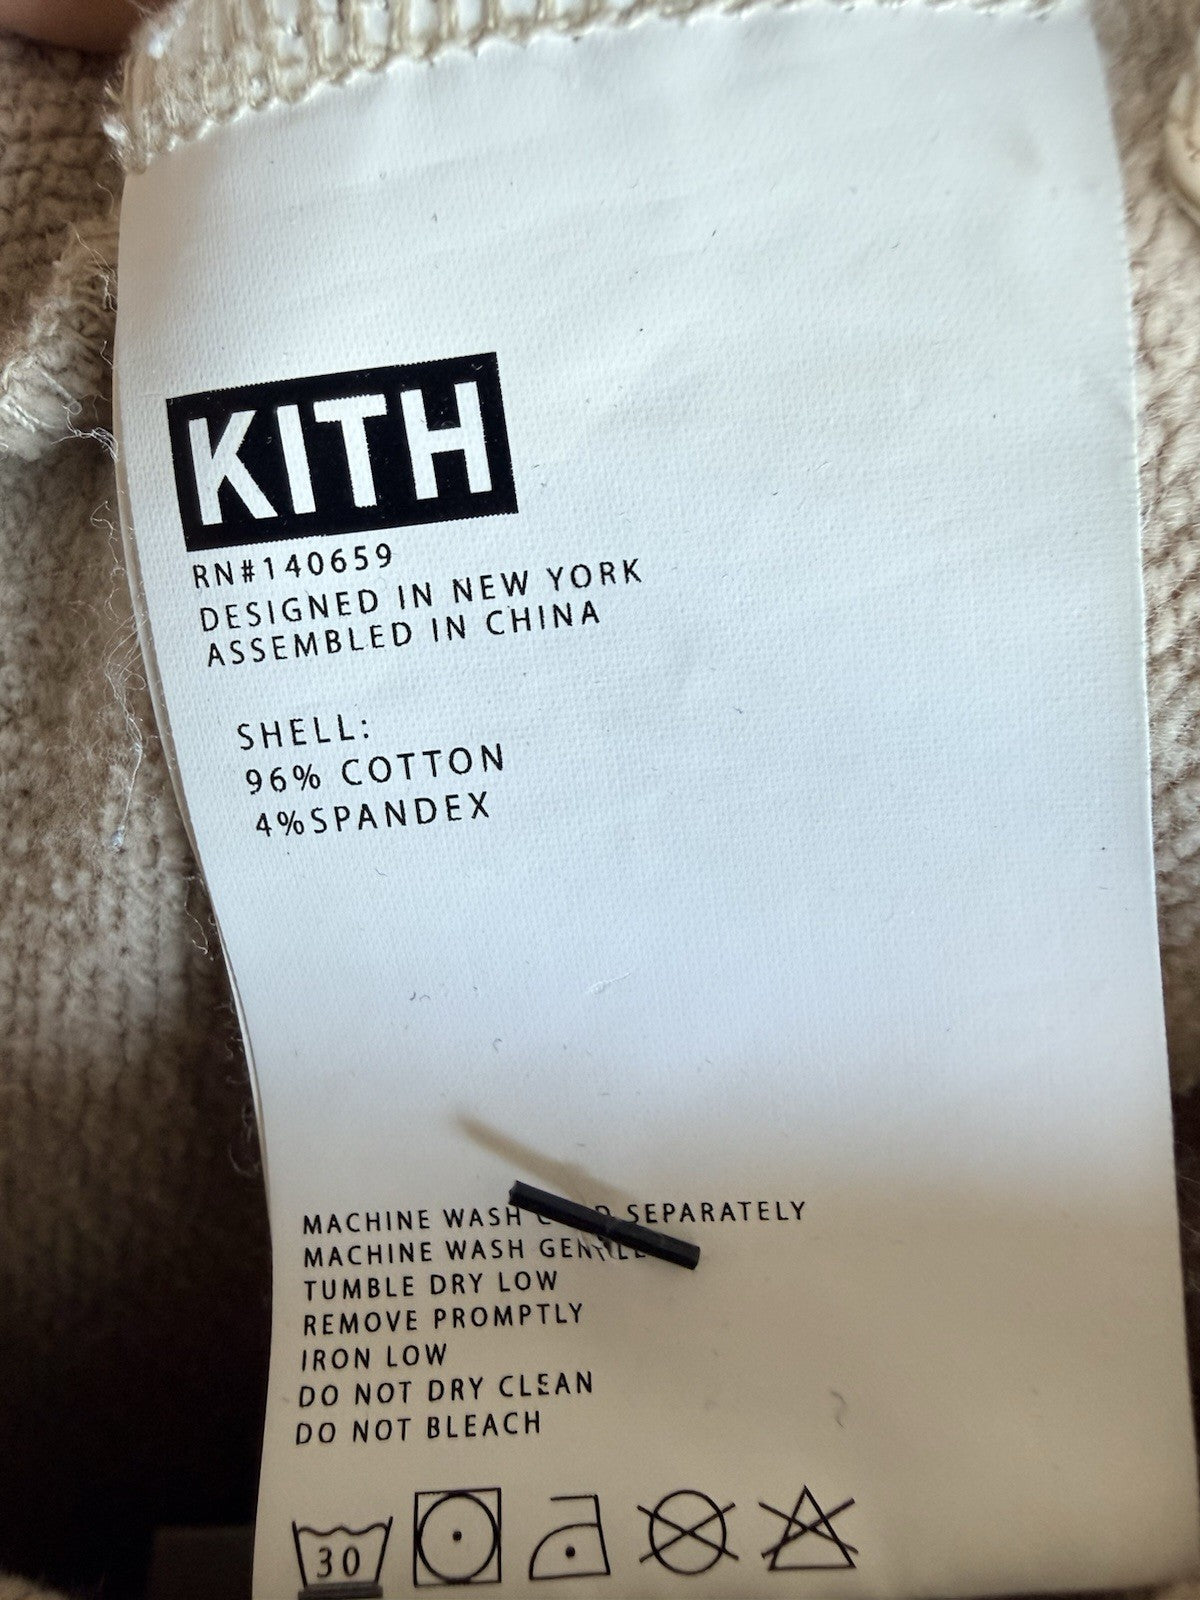 KITH
RN#140659
DESIGNED IN NEW YORK
ASSEMBLED IN CHINA
SHELL:
96% COTTON
4%SPANDEX
MACHINE WASH SEPARATELY
MACHINE WASH GENTLE
TUMBLE DRY LOW
REMOVE PROMPTLY
IRON LOW
DO NOT DRY CLEAN
DO NOT BLEACH
30